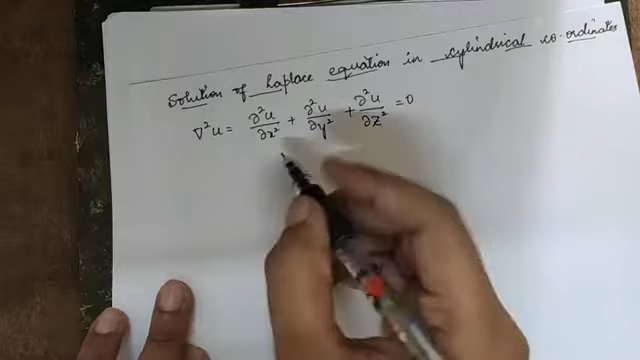 Solution of Laplace equation in cylindrical co-ordinates
∇²u = ∂²u/∂x² + ∂²u/∂y² + ∂²u/∂z² = 0